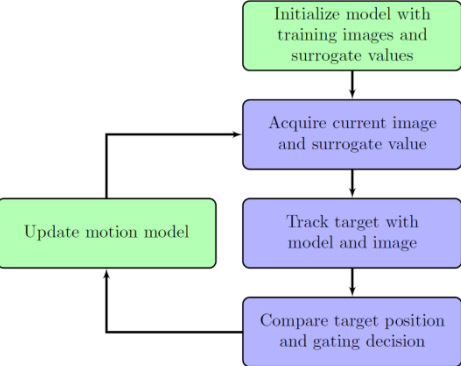 Initialize model with
training images and
surrogate values
Acquire current image
and surrogate value
Track target with
model and image
Update motion model
Compare target position
and gating decision